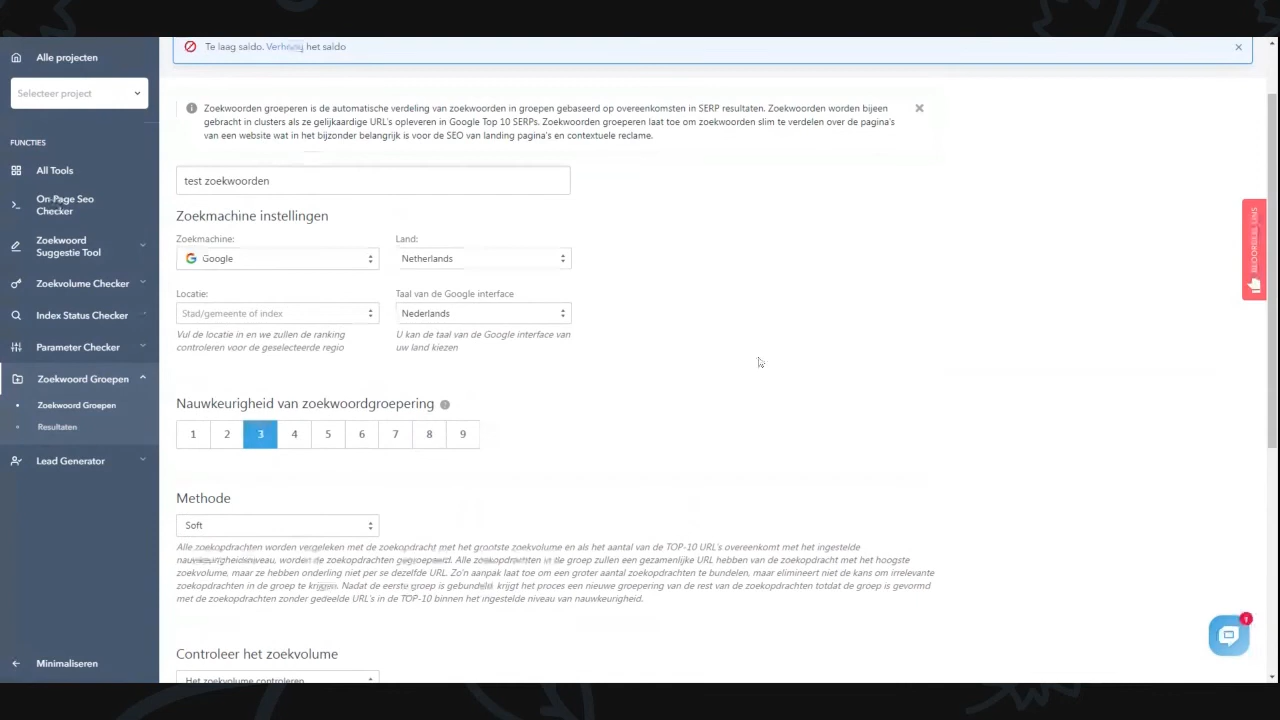 Alle projecten
Selecteer project
FUNCTIES
All Tools
On-Page Seo
Checker
Zoekwoord
Suggestie Tool
Zoekvolume Checker
Index Status Checker
Parameter Checker
Zoekwoord Groepen
Zoekwoord Groepen
Resultaten
Lead Generator
Minimaliseren
Te laag saldo. Verhoog het saldo
Zoekwoorden groeperen is de automatische verdeling van zoekwoorden in groepen gebaseerd op overeenkomsten in SERP resultaten. Zoekwoorden worden bijeen
gebracht in clusters als ze gelijkaardige URL's opleveren in Google Top 10 SERPs. Zoekwoorden groeperen laat toe om zoekwoorden slim te verdelen over de pagina's
van een website wat in het bijzonder belangrijk is voor de SEO van landing pagina's en contextuele reclame.
test zoekwoorden
Zoekmachine instellingen
Zoekmachine: Land:
Google Netherlands
Locatie: Taal van de Google interface
Stad/gemeente of index Nederlands
Vul de locatie in en we zullen de ranking
controleren voor de geselecteerde regio
U kan de taal van de Google interface van
uw land kiezen
Nauwkeurigheid van zoekwoordgroepering
1 2 3 4 5 6 7 8 9
Methode
Soft
Alle zoekopdrachten worden vergeleken met de zoekopdracht met het grootste zoekvolume en als het aantal van de TOP-10 URL's overeenkomt met het ingestelde
nauwkeurigheidniveau, worden de zoekopdrachten gegroepeerd. Alle zoekopdrachten in de groep zullen een gezamenlijke URL hebben van de zoekopdracht met het hoogste
zoekvolume, maar ze hebben onderling niet per se dezelfde URL. Zo'n aanpak laat toe om een groter aantal zoekopdrachten te bundelen, maar elimineert niet de kans om irrelevante
zoekopdrachten in de groep te krijgen. Nadat de eerste groep is gebundeld, krijgt het proces een nieuwe groepering van de rest van de zoekopdrachten totdat de groep is gevormd
met de zoekopdrachten zonder gedeelde URL's in de TOP-10 binnen het ingestelde niveau van nauwkeurigheid.
Controleer het zoekvolume
Het zoekvolume controleren